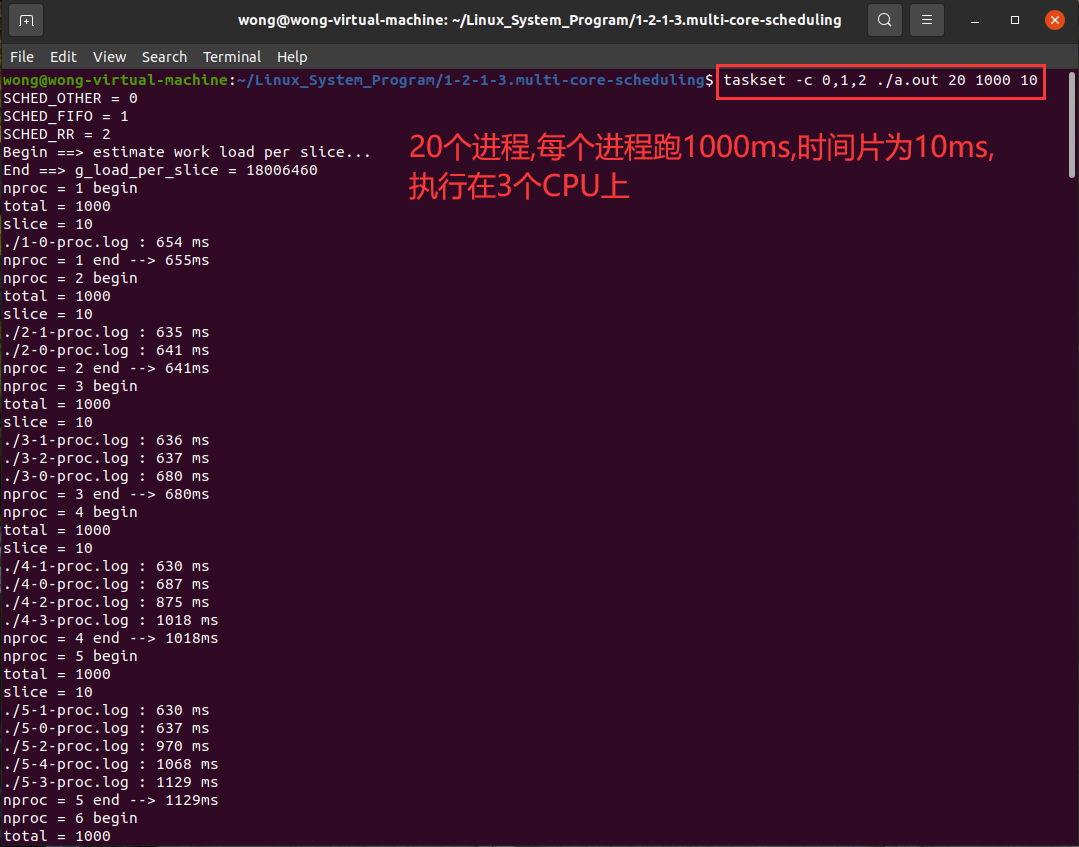 wong@wong-virtual-machine: ~/Linux_System_Program/1-2-1-3.multi-core-scheduling
File Edit View Search Terminal Help
wong@wong-virtual-machine:~/Linux_System_Program/1-2-1-3.multi-core-scheduling$ taskset -c 0,1,2 ./a.out 20 1000 10
SCHED_OTHER = 0
SCHED_FIFO = 1
SCHED_RR = 2
Begin ==> estimate work load per slice...
20个进程,每个进程跑1000ms,时间片为10ms,
End ==> g_load_per_slice = 18006460
执行在3个CPU上
nproc = 1 begin
total = 1000
slice = 10
./1-0-proc.log : 654 ms
nproc = 1 end --> 655ms
nproc = 2 begin
total = 1000
slice = 10
./2-1-proc.log : 635 ms
./2-0-proc.log : 641 ms
nproc = 2 end --> 641ms
nproc = 3 begin
total = 1000
slice = 10
./3-1-proc.log : 636 ms
./3-2-proc.log : 637 ms
./3-0-proc.log : 680 ms
nproc = 3 end --> 680ms
nproc = 4 begin
total = 1000
slice = 10
./4-1-proc.log : 630 ms
./4-0-proc.log : 687 ms
./4-2-proc.log : 875 ms
./4-3-proc.log : 1018 ms
nproc = 4 end --> 1018ms
nproc = 5 begin
total = 1000
slice = 10
./5-1-proc.log : 630 ms
./5-0-proc.log : 637 ms
./5-2-proc.log : 970 ms
./5-4-proc.log : 1068 ms
./5-3-proc.log : 1129 ms
nproc = 5 end --> 1129ms
nproc = 6 begin
total = 1000